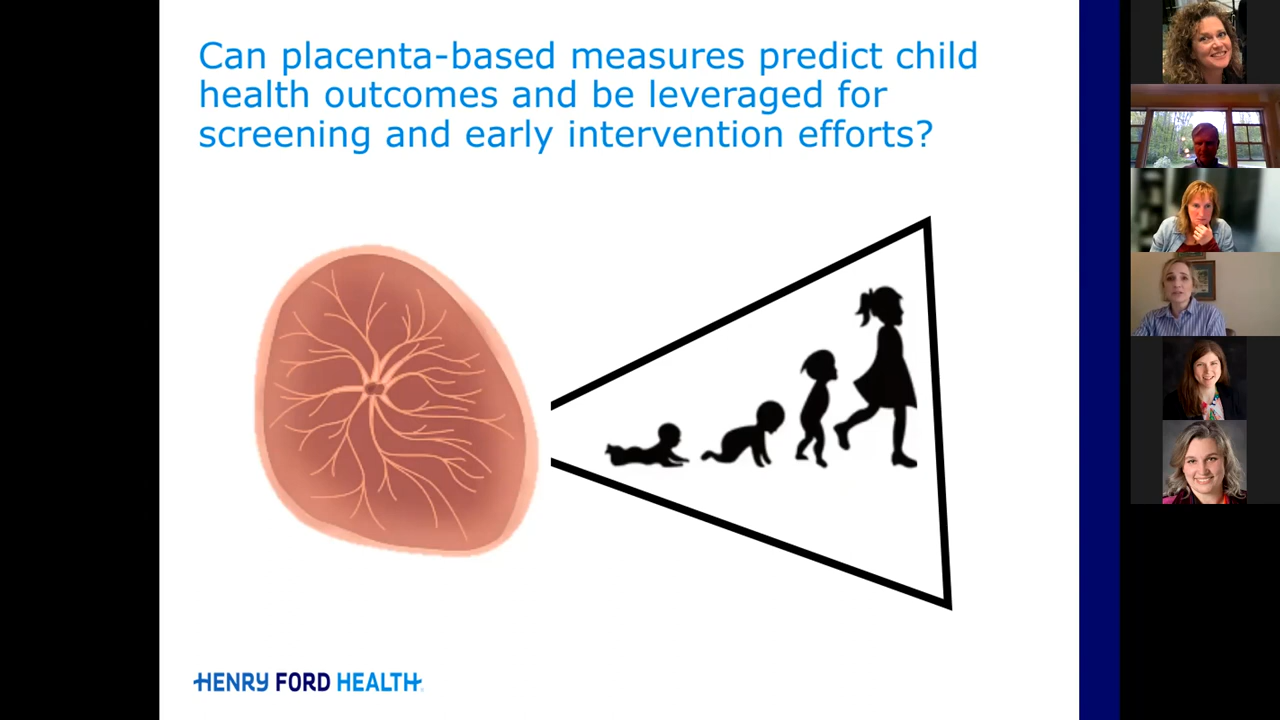 Can placenta-based measures predict child
health outcomes and be leveraged for
screening and early intervention efforts?
HENRY FORD HEALTH